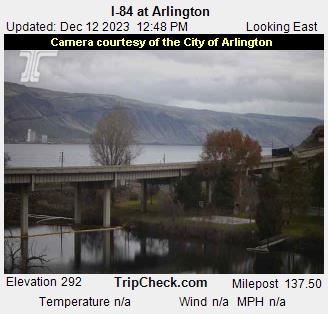 I-84 at Arlington
Updated: Dec 12 2023 12:48 PM Looking East
Camera courtesy of the City of Arlington
Elevation 292 TripCheck.com Milepost 137.50
Temperature n/a Wind n/a MPH n/a